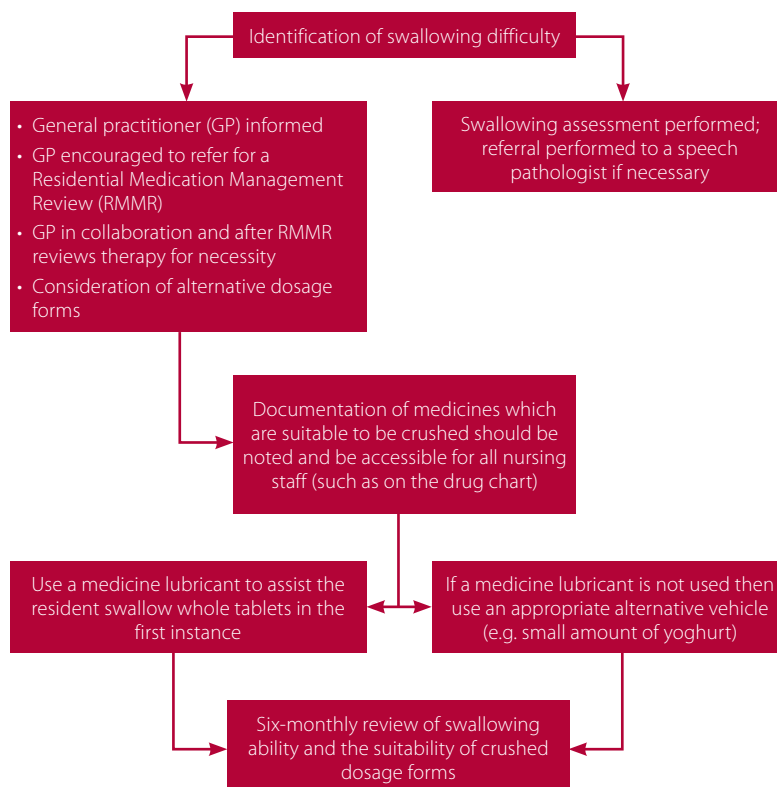 Identification of swallowing difficulty
• General practitioner (GP) informed
• GP encouraged to refer for a
Residential Medication Management
Review (RMMR)
• GP in collaboration and after RMMR
reviews therapy for necessity
• Consideration of alternative dosage
forms
Swallowing assessment performed;
referral performed to a speech
pathologist if necessary
Documentation of medicines which
are suitable to be crushed should be
noted and be accessible for all nursing
staff (such as on the drug chart)
Use a medicine lubricant to assist the
resident swallow whole tablets in the
first instance
If a medicine lubricant is not used then
use an appropriate alternative vehicle
(e.g. small amount of yoghurt)
Six-monthly review of swallowing
ability and the suitability of crushed
dosage forms